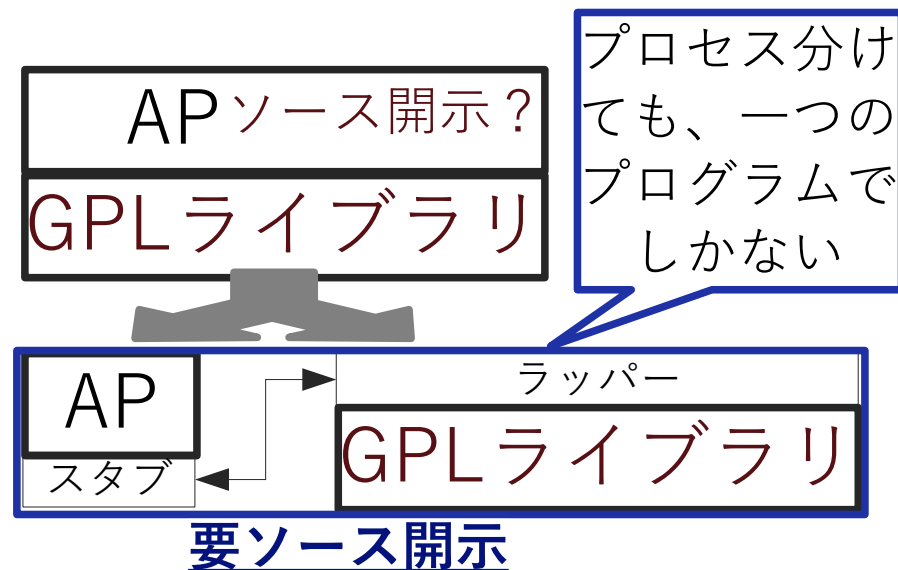 AP ソース開示？
GPLライブラリ
プロセス分け
ても、一つの
プログラムで
しかない
AP
スタブ
ラッパー
GPLライブラリ
要ソース開示